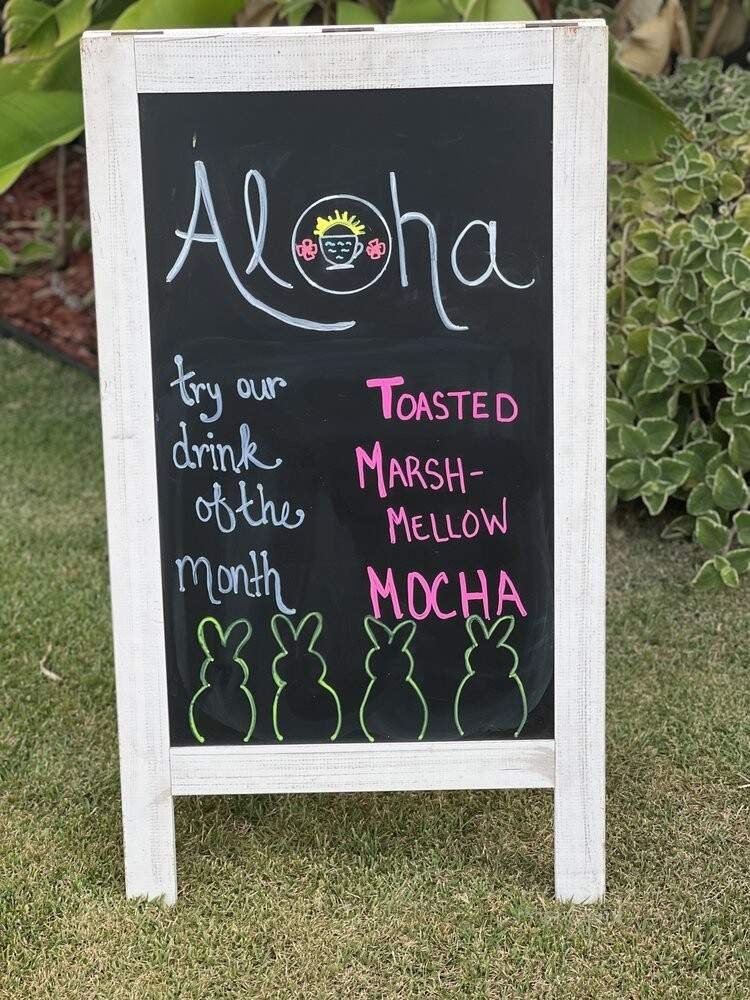 Aloha
try our
drink
of the
month
TOASTED
MARSH-
MELLOW
MOCHA